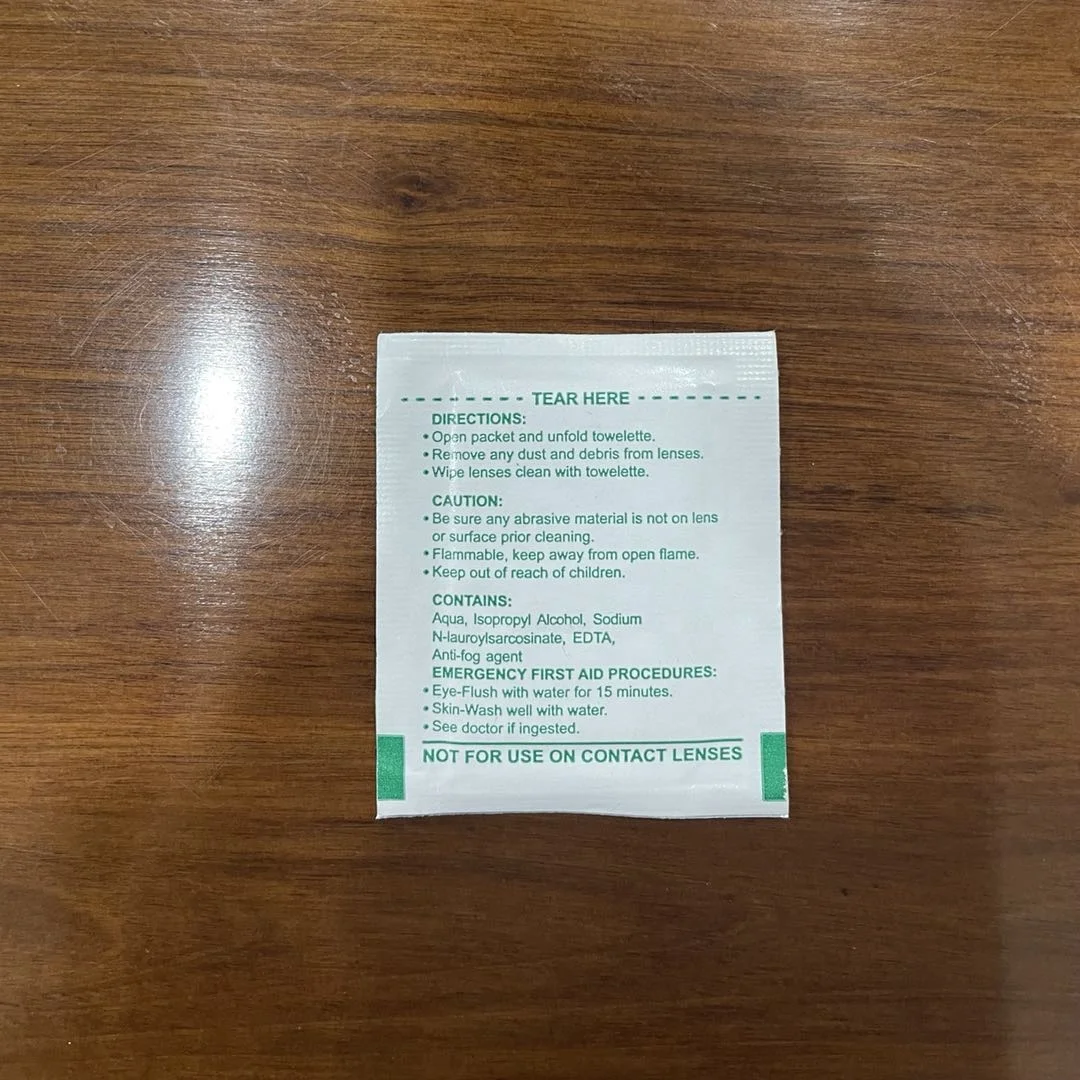 TEAR HERE
DIRECTIONS:
• Open packet and unfold towelette.
• Remove any dust and debris from lenses.
• Wipe lenses clean with towelette.
CAUTION:
• Be sure any abrasive material is not on lens
or surface prior cleaning.
• Flammable, keep away from open flame.
• Keep out of reach of children.
CONTAINS:
Aqua, Isopropyl Alcohol, Sodium
N-lauroylsarcosinate, EDTA,
Anti-fog agent
EMERGENCY FIRST AID PROCEDURES:
• Eye-Flush with water for 15 minutes.
• Skin-Wash well with water.
• See doctor if ingested.
NOT FOR USE ON CONTACT LENSES